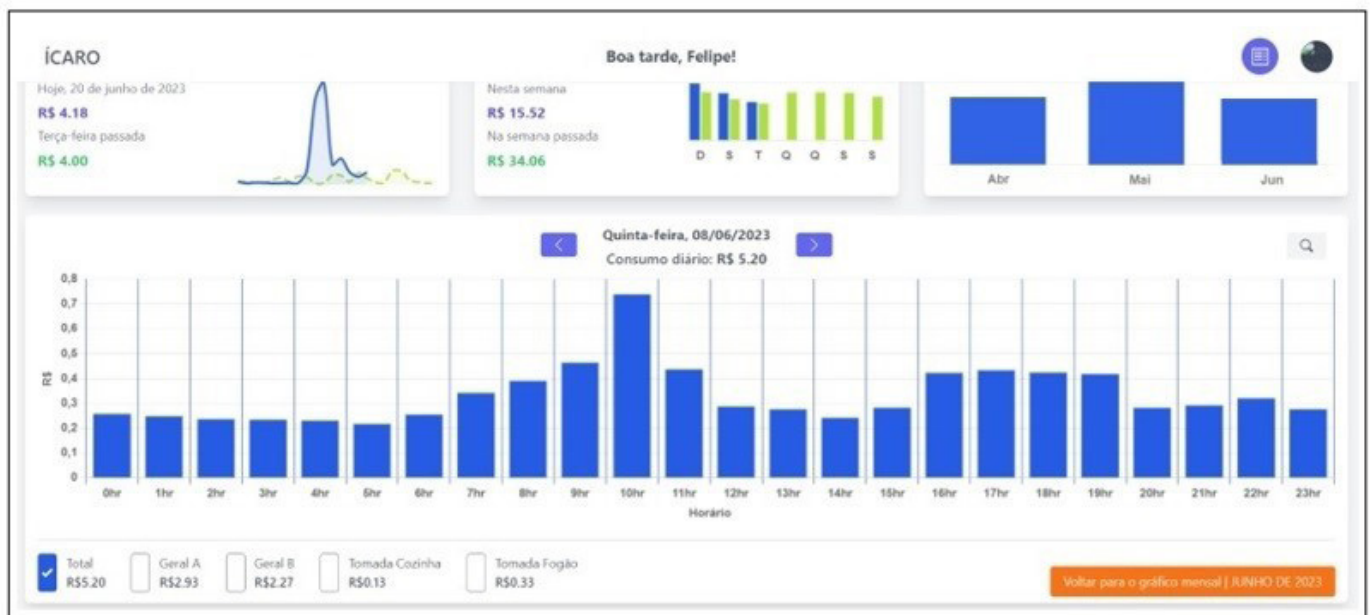 ÍCARO
Boa tarde, Felipe!
Hoje, 20 de junho de 2023
R$ 4.18
Terça-feira passada
R$ 4.00
Nesta semana
R$ 15.52
Na semana passada
R$ 34.06
D S T Q Q S S
Abr Mai Jun
Quinta-feira, 08/06/2023
Consumo diário: R$ 5.20
0,8
0,7
0,6
0,5
0,4
0,3
0,2
0,1
0
R$
0hr 1hr 2hr 3hr 4hr 5hr 6hr 7hr 8hr 9hr 10hr 11hr 12hr 13hr 14hr 15hr 16hr 17hr 18hr 19hr 20hr 21hr 22hr 23hr
Horário
Total Geral A Geral B Tomada Cozinha Tomada Fogão
R$5.20 R$2.93 R$2.27 R$0.13 R$0.33
Voltar para o gráfico mensal | JUNHO DE 2023